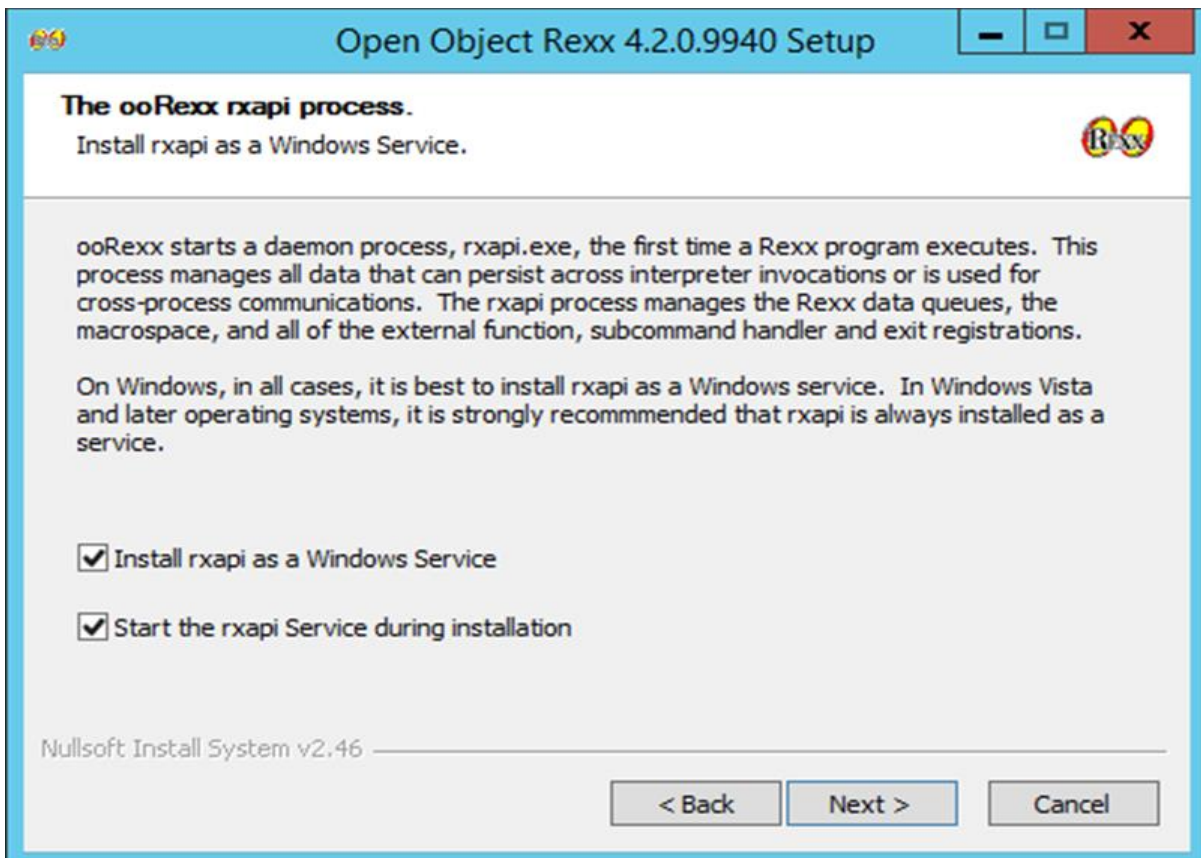 Open Object Rexx 4.2.0.9940 Setup
The ooRexx rxapi process.
Install rxapi as a Windows Service.
Rexx
ooRexx starts a daemon process, rxapi.exe, the first time a Rexx program executes.  This
process manages all data that can persist across interpreter invocations or is used for
cross-process communications.  The rxapi process manages the Rexx data queues, the
macrospace, and all of the external function, subcommand handler and exit registrations.
On Windows, in all cases, it is best to install rxapi as a Windows service.  In Windows Vista
and later operating systems, it is strongly recommmended that rxapi is always installed as a
service.
Install rxapi as a Windows Service
Start the rxapi Service during installation
Nullsoft Install System v2.46
< Back
Next >
Cancel